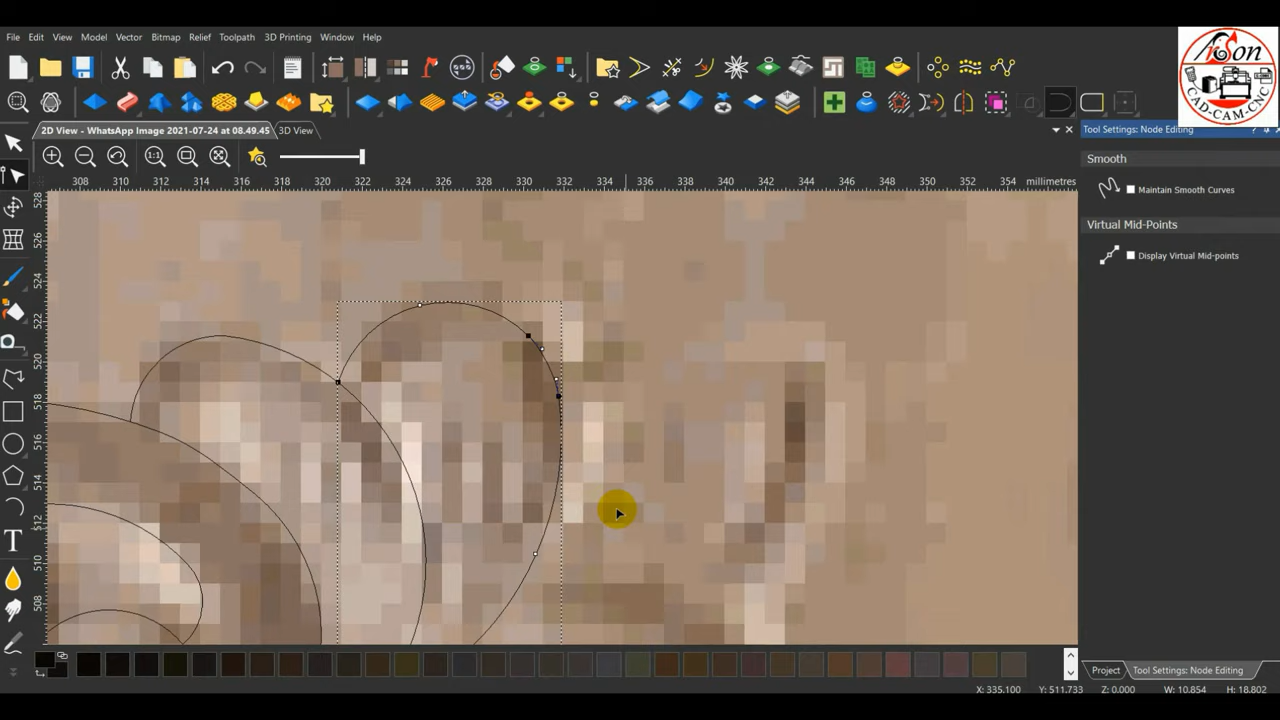 File Edit View Model Vector Bitmap Relief Toolpath 3D Printing Window Help
ArSon
CAD-CAM-CNC
2D View - WhatsApp Image 2021-07-24 at 08.49.45
3D View
Tool Settings: Node Editing
1:1
Smooth
Maintain Smooth Curves
Virtual Mid-Points
Display Virtual Mid-points
308 310 312 314 316 318 320 322 324 326 328 330 332 334 336 338 340 342 344 346 348 350 352 354 millimetres
528
526
524
522
520
518
516
514
512
510
508
Project
Tool Settings: Node Editing
X: 335.100 Y: 511.733 Z: 0.000 W: 10.854 H: 18.802